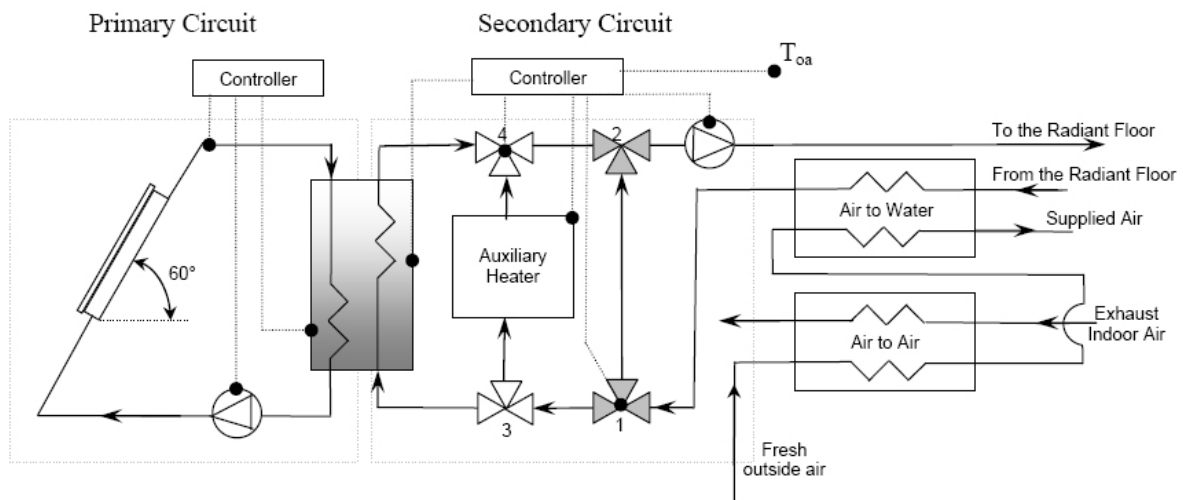 Primary Circuit
Secondary Circuit
Controller
Controller
Toa
4
2
To the Radiant Floor
From the Radiant Floor
Air to Water
Supplied Air
Auxiliary
Heater
60°
Exhaust
Indoor Air
Air to Air
3
1
Fresh
outside air